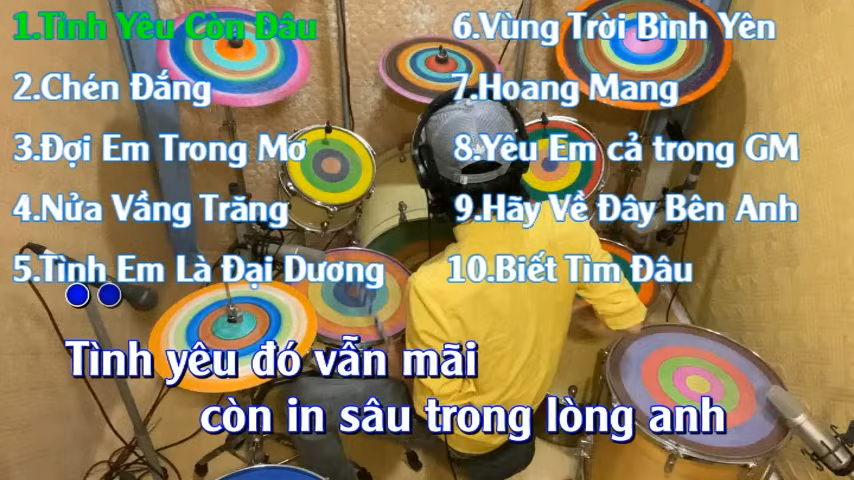 1.Tình Yêu Còn Đâu
2.Chén Đắng
3.Đợi Em Trong Mơ
4.Nửa Vầng Trăng
5.Tình Em Là Đại Dương
6.Vùng Trời Bình Yên
7.Hoang Mang
8.Yêu Em cả trong GM
9.Hãy Về Đây Bên Anh
10.Biết Tìm Đâu
Tình yêu đó vẫn mãi
còn in sâu trong lòng anh